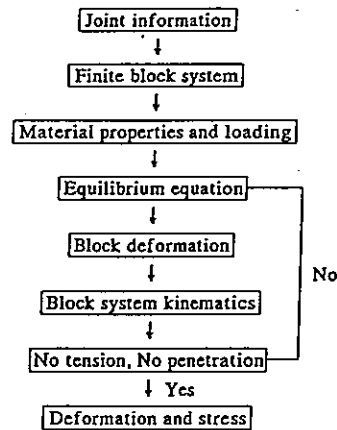 Joint information
Finite block system
Material properties and loading
Equilibrium equation
Block deformation
No
Block system kinematics
No tension, No penetration
Yes
Deformation and stress